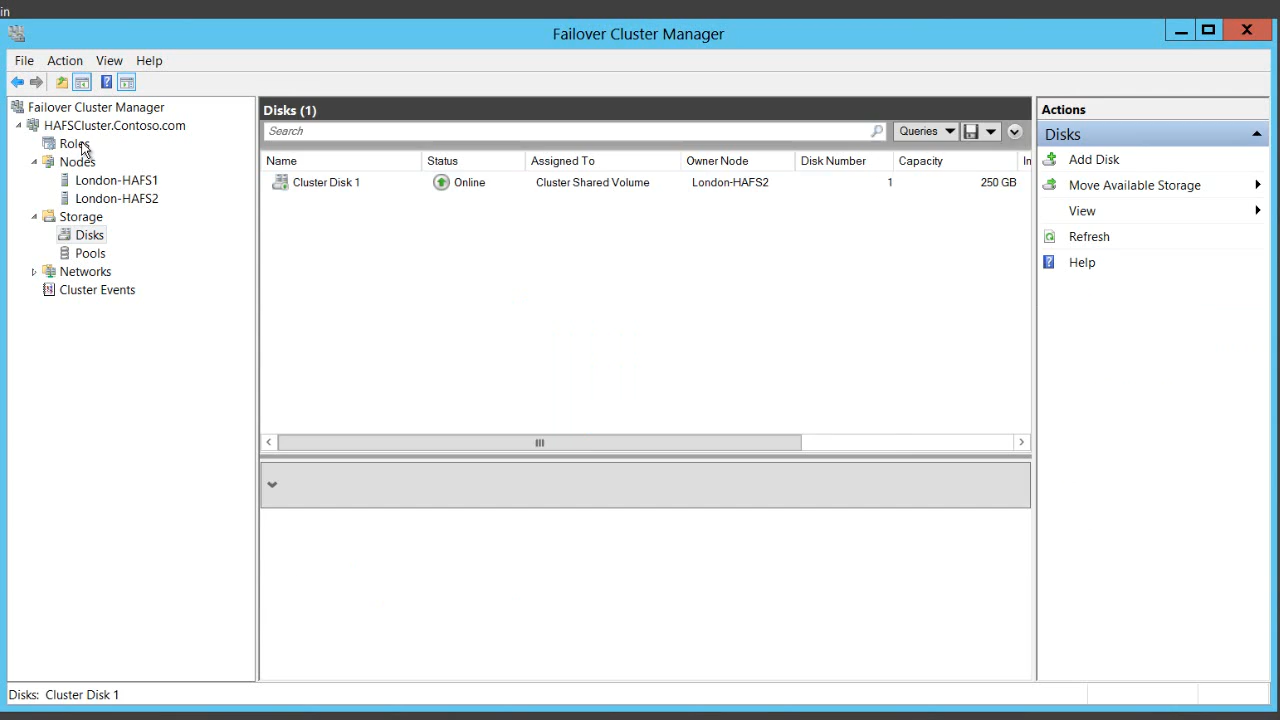 in
Failover Cluster Manager
File Action View Help
Failover Cluster Manager
HAFSCluster.Contoso.com
Roles
Nodes
London-HAFS1
London-HAFS2
Storage
Disks
Pools
Networks
Cluster Events
Disks (1)
Search
Queries
Name Status Assigned To Owner Node Disk Number Capacity In
Cluster Disk 1 Online Cluster Shared Volume London-HAFS2 1 250 GB
Actions
Disks
Add Disk
Move Available Storage
View
Refresh
Help
Disks: Cluster Disk 1